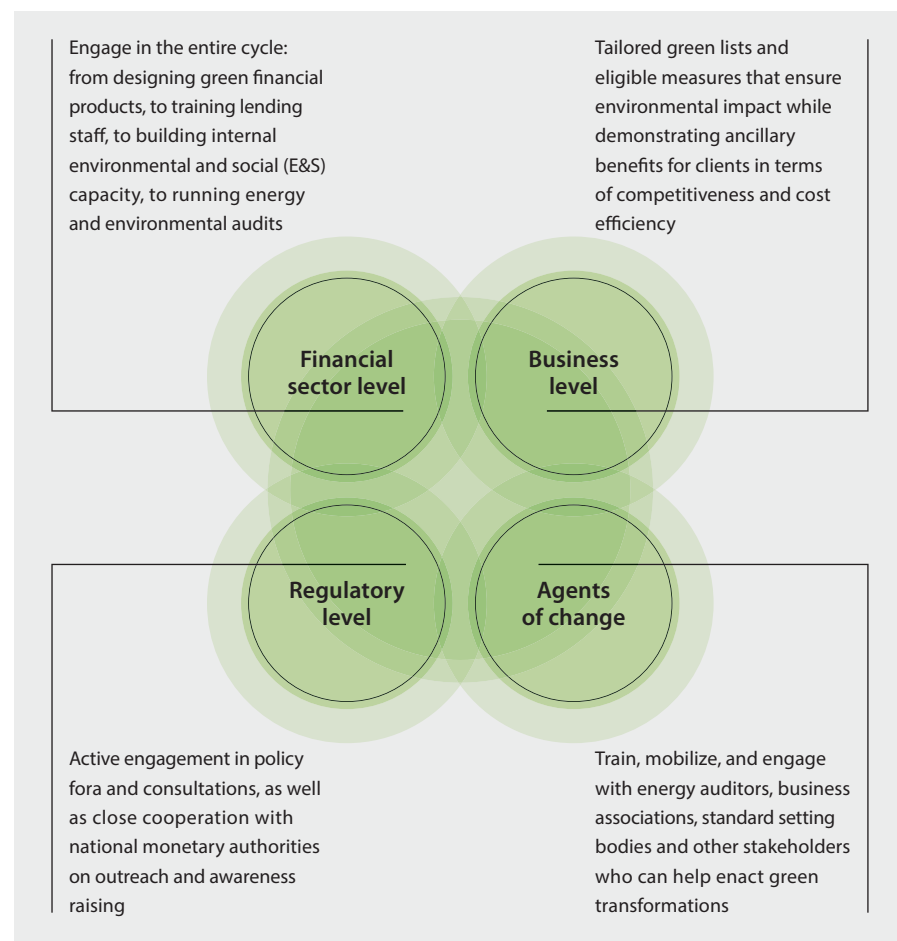 Engage in the entire cycle:
from designing green financial
products, to training lending
staff, to building internal
environmental and social (E&S)
capacity, to running energy
and environmental audits
Tailored green lists and
eligible measures that ensure
environmental impact while
demonstrating ancillary
benefits for clients in terms
of competitiveness and cost
efficiency
Financial
sector level
Business
level
Regulatory
level
Agents
of change
Active engagement in policy
fora and consultations, as well
as close cooperation with
national monetary authorities
on outreach and awareness
raising
Train, mobilize, and engage
with energy auditors, business
associations, standard setting
bodies and other stakeholders
who can help enact green
transformations